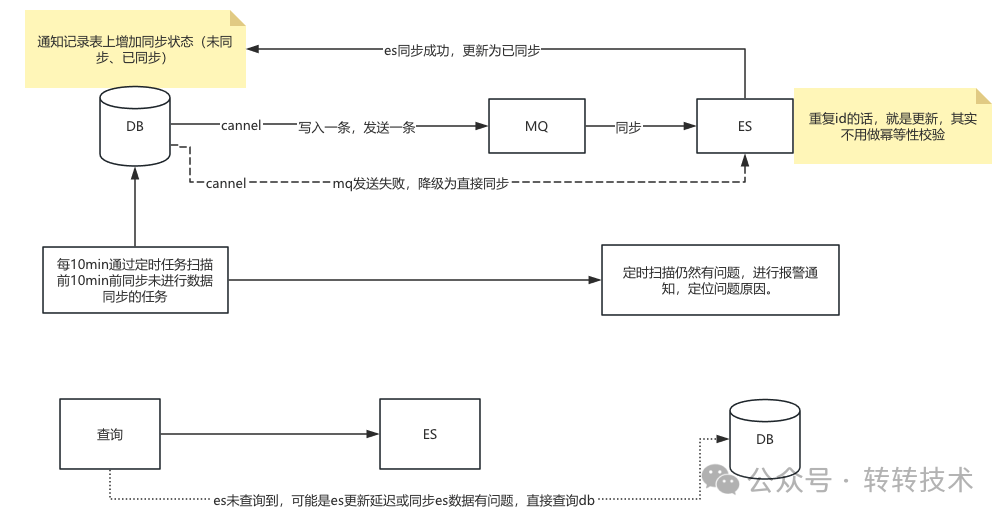 通知记录表上增加同步状态（未同
步、已同步）
es同步成功，更新为已同步
DB
cannel
写入一条，发送一条
MQ
同步
ES
重复id的话，就是更新，其实
不用做幂等性校验
cannel
mq发送失败，降级为直接同步
每10min通过定时任务扫描
前10min前同步未进行数据
同步的任务
定时扫描仍然有问题，进行报警通
知，定位问题原因。
查询
ES
DB
es未查询到，可能是es更新延迟或同步es数据有问题，直接查询db
公众号 · 转转技术